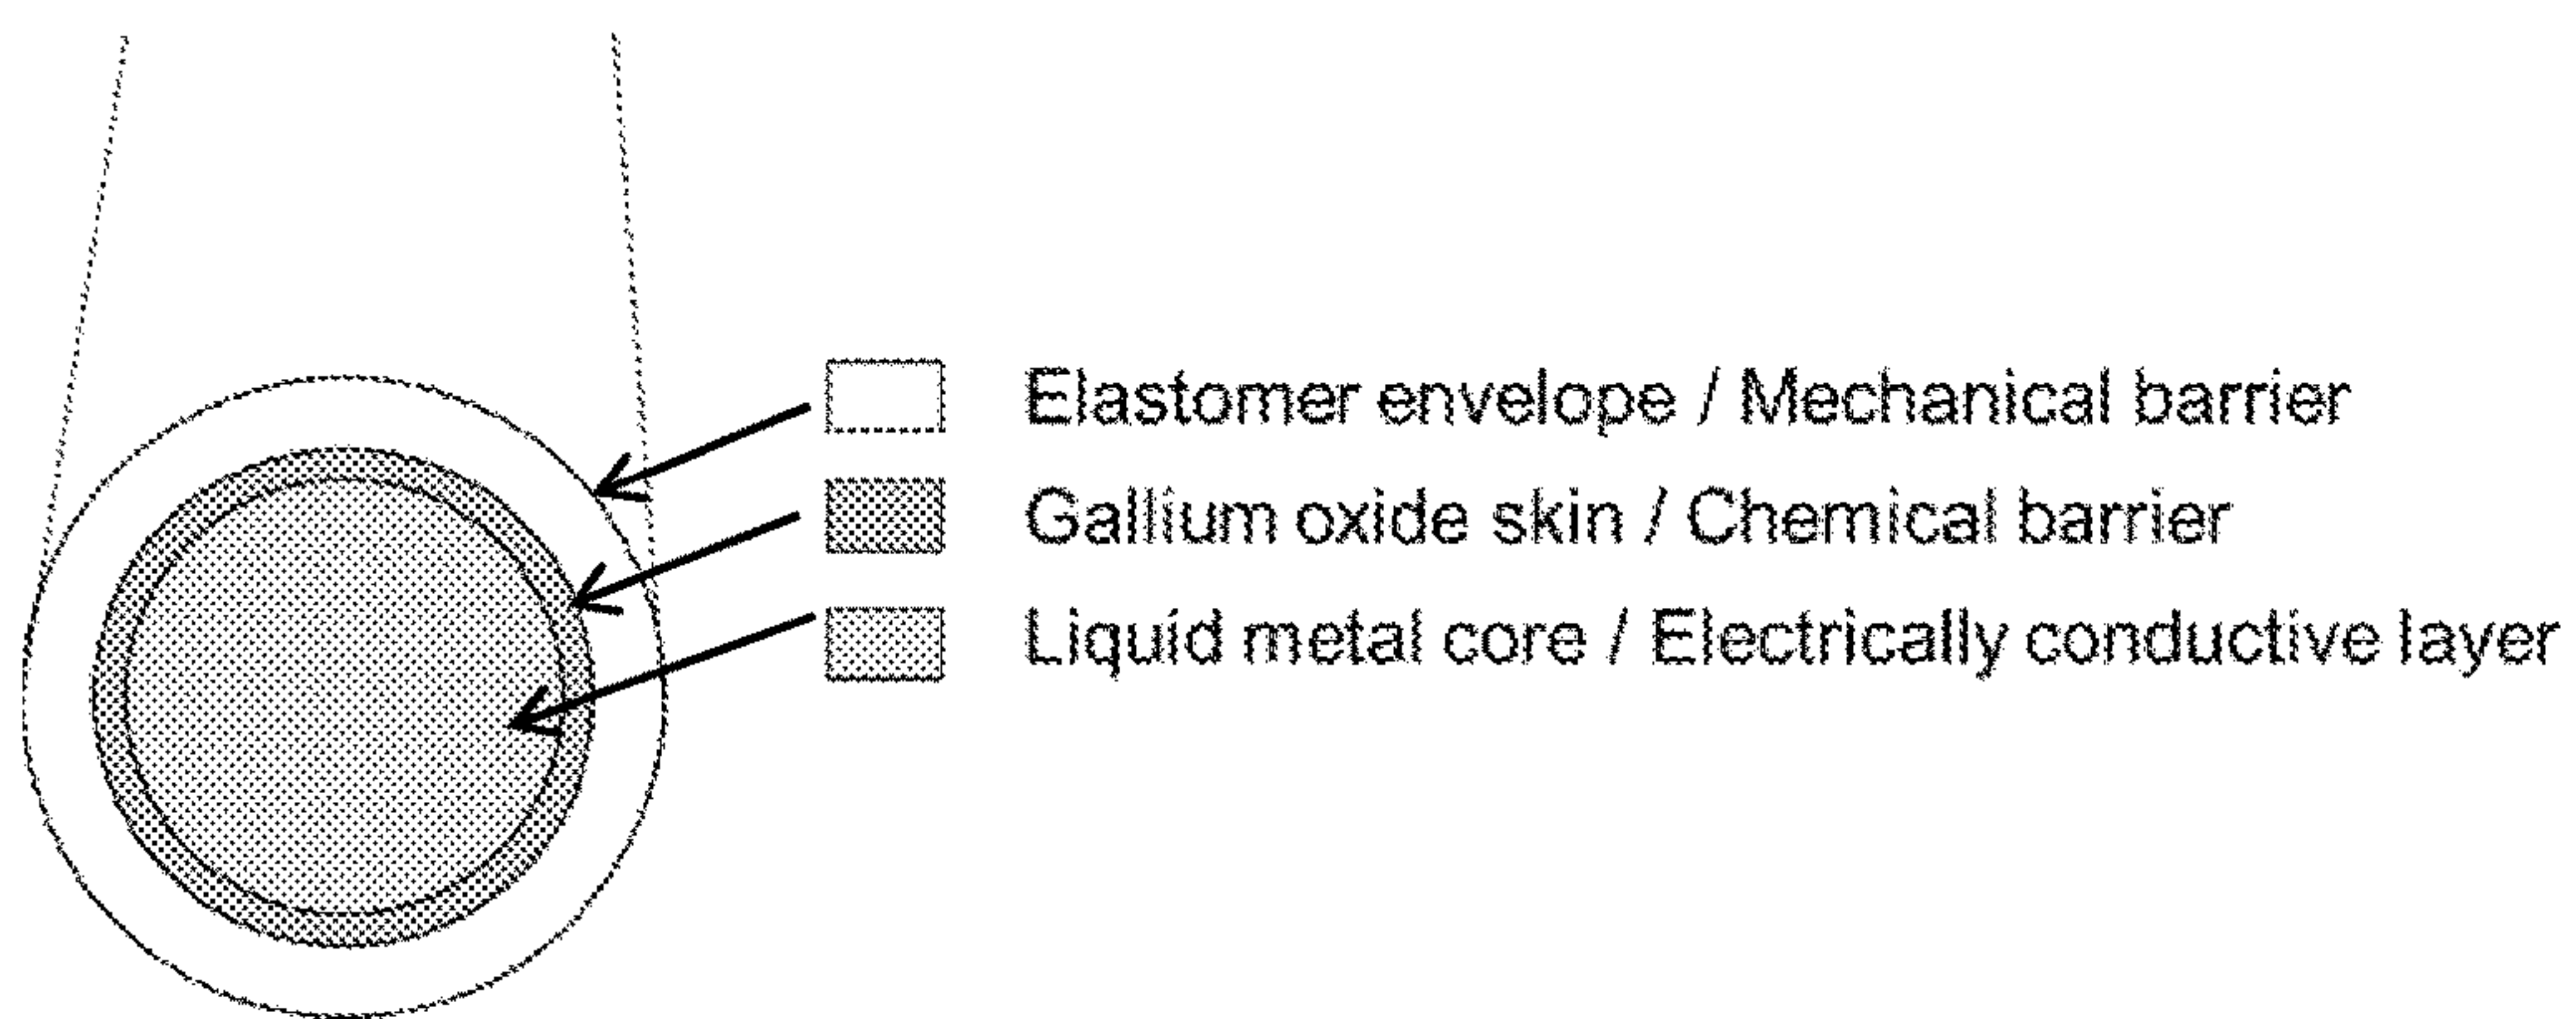 Elastomer envelope / Mechanical barrier
Gallium oxide skin / Chemical barrier
Liquid metal core / Electrically conductive layer